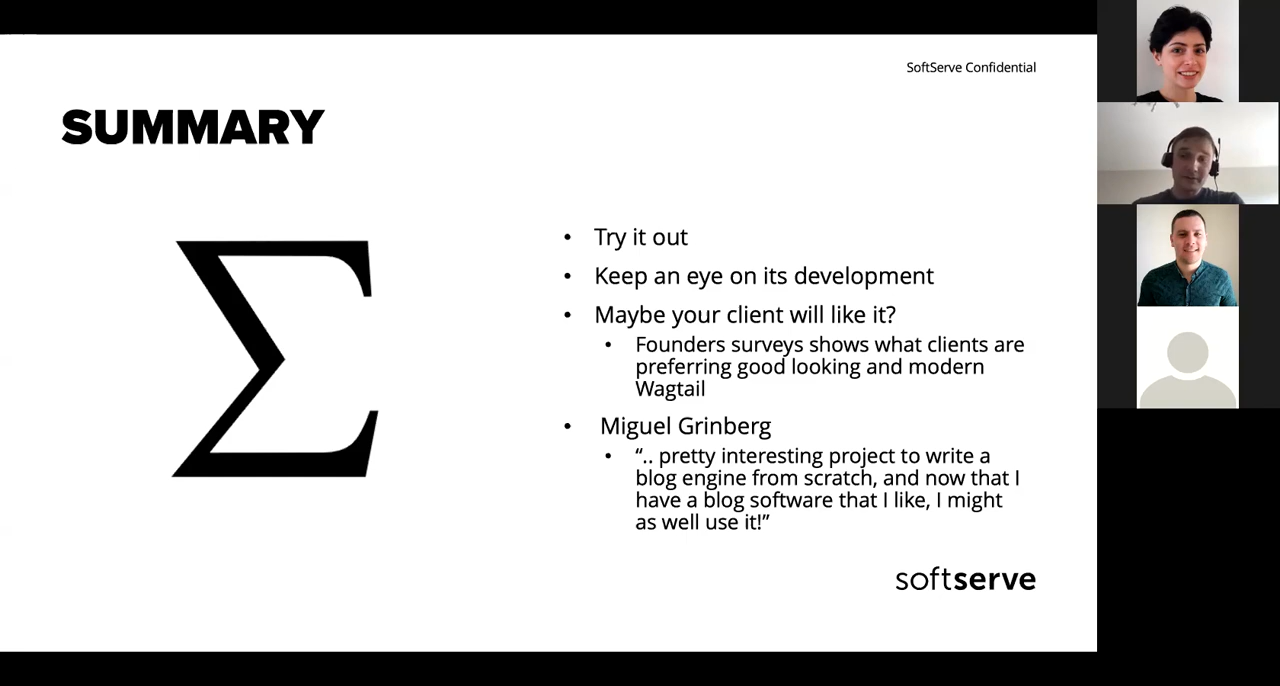 SoftServe Confidential
SUMMARY
Σ
• Try it out
• Keep an eye on its development
• Maybe your client will like it?
• Founders surveys shows what clients are
preferring good looking and modern
Wagtail
• Miguel Grinberg
• “.. pretty interesting project to write a
blog engine from scratch, and now that I
have a blog software that I like, I might
as well use it!”
softserve